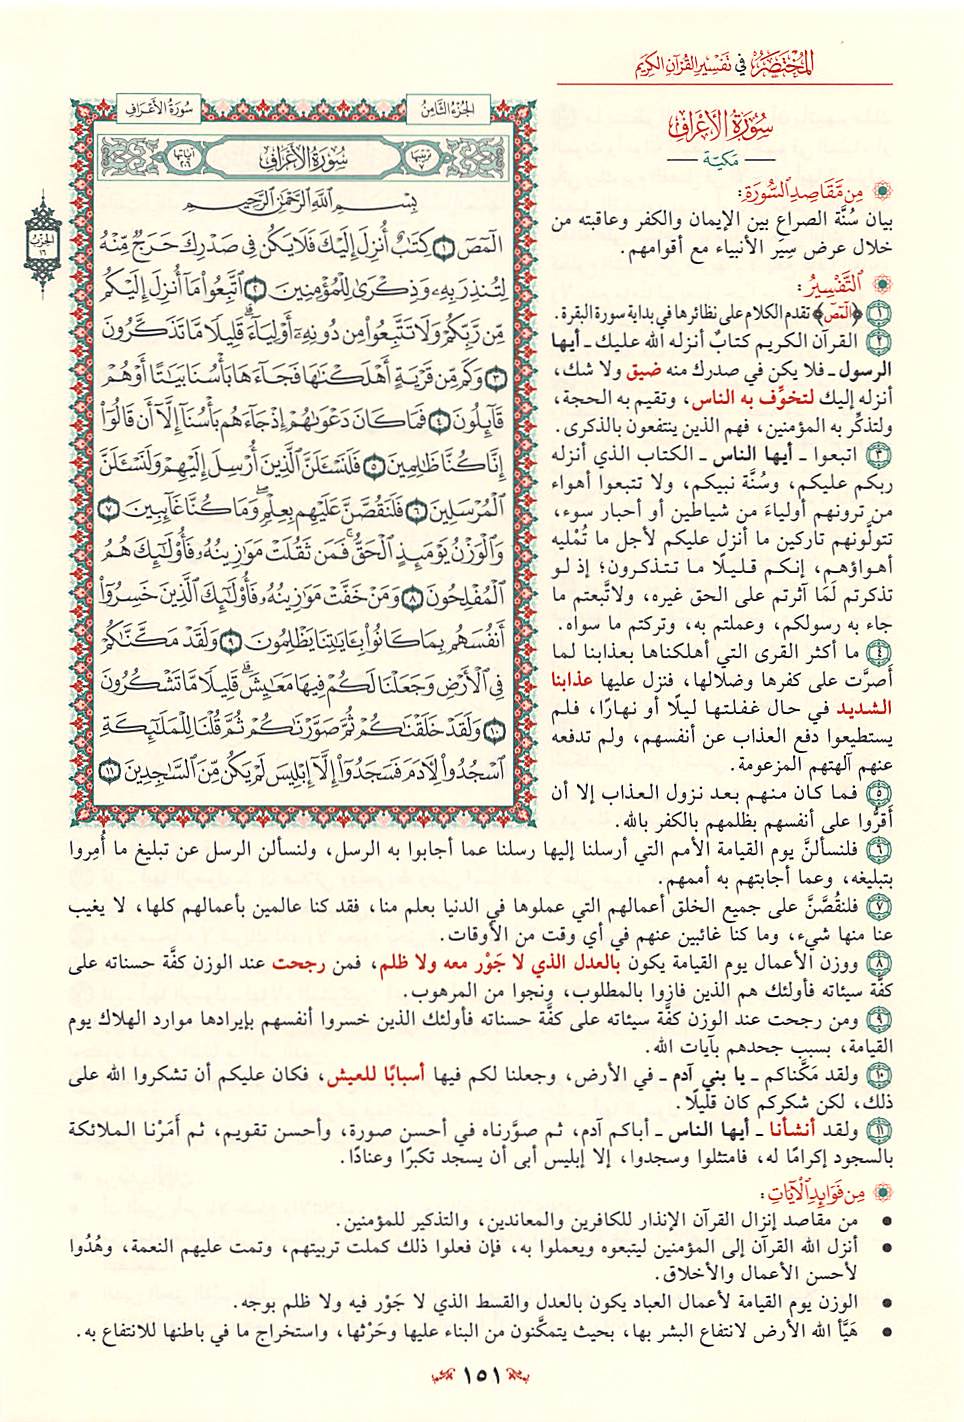 المختصر في تفسير القرآن الكريم
سورة الأعراف
مكية
من مقاصد السورة:
بيان سُنَّة الصراع بين الإيمان والكفر وعاقبته من
خلال عرض سِيَر الأنبياء مع أقوامهم.
التفسير:
١ ﴿الٓمٓصٓ﴾ تقدم الكلام على نظائرها في بداية سورة البقرة.
٢ القرآن الكريم كتابٌ أنزله الله عليك ـ أيها
الرسول ـ فلا يكن في صدرك منه ضيق ولا شك،
أنزله إليك لتخوِّف به الناس، وتقيم به الحجة،
ولتذكِّر به المؤمنين، فهم الذين ينتفعون بالذكرى.
٣ اتبعوا ـ أيها الناس ـ الكتاب الذي أنزله
ربكم عليكم، وسُنَّة نبيكم، ولا تتبعوا أهواء
من ترونهم أولياءَ من شياطين أو أحبار سوء،
تتولَّونهم تاركين ما أنزل عليكم لأجل ما تُمْليه
أهواؤهم، إنكم قليلًا ما تتذكرون؛ إذ لو
تذكرتم لَمَا آثرتم على الحق غيره، ولاتَّبعتم ما
جاء به رسولكم، وعملتم به، وتركتم ما سواه.
٤ ما أكثر القرى التي أهلكناها بعذابنا لما
أصرَّت على كفرها وضلالها، فنزل عليها عذابنا
الشديد في حال غفلتها ليلًا أو نهارًا، فلم
يستطيعوا دفع العذاب عن أنفسهم، ولم تدفعه
عنهم آلهتهم المزعومة.
٥ فما كان منهم بعد نزول العذاب إلا أن
أقرُّوا على أنفسهم بظلمهم بالكفر بالله.
الجزء الثامن
سورة الأعراف
ترتيبها ٧
سورة الأعراف
آياتها ٢٠٦
بِسْمِ ٱللَّهِ ٱلرَّحْمَٰنِ ٱلرَّحِيمِ
الٓمٓصٓ ١ كِتَٰبٌ أُنزِلَ إِلَيْكَ فَلَا يَكُن فِي صَدْرِكَ حَرَجٌ مِّنْهُ
لِتُنذِرَ بِهِۦ وَذِكْرَىٰ لِلْمُؤْمِنِينَ ٢ ٱتَّبِعُوا۟ مَآ أُنزِلَ إِلَيْكُم
مِّن رَّبِّكُمْ وَلَا تَتَّبِعُوا۟ مِن دُونِهِۦٓ أَوْلِيَآءَ ۗ قَلِيلًا مَّا تَذَكَّرُونَ
٣ وَكَم مِّن قَرْيَةٍ أَهْلَكْنَٰهَا فَجَآءَهَا بَأْسُنَا بَيَٰتًا أَوْ هُمْ
قَآئِلُونَ ٤ فَمَا كَانَ دَعْوَىٰهُمْ إِذْ جَآءَهُم بَأْسُنَآ إِلَّآ أَن قَالُوٓا۟
إِنَّا كُنَّا ظَٰلِمِينَ ٥ فَلَنَسْـَٔلَنَّ ٱلَّذِينَ أُرْسِلَ إِلَيْهِمْ وَلَنَسْـَٔلَنَّ
ٱلْمُرْسَلِينَ ٦ فَلَنَقُصَّنَّ عَلَيْهِم بِعِلْمٍ ۖ وَمَا كُنَّا غَآئِبِينَ ٧
وَٱلْوَزْنُ يَوْمَئِذٍ ٱلْحَقُّ ۚ فَمَن ثَقُلَتْ مَوَٰزِينُهُۥ فَأُو۟لَٰٓئِكَ هُمُ
ٱلْمُفْلِحُونَ ٨ وَمَنْ خَفَّتْ مَوَٰزِينُهُۥ فَأُو۟لَٰٓئِكَ ٱلَّذِينَ خَسِرُوٓا۟
أَنفُسَهُم بِمَا كَانُوا۟ بِـَٔايَٰتِنَا يَظْلِمُونَ ٩ وَلَقَدْ مَكَّنَّٰكُمْ
فِي ٱلْأَرْضِ وَجَعَلْنَا لَكُمْ فِيهَا مَعَٰيِشَ ۗ قَلِيلًا مَّا تَشْكُرُونَ
١٠ وَلَقَدْ خَلَقْنَٰكُمْ ثُمَّ صَوَّرْنَٰكُمْ ثُمَّ قُلْنَا لِلْمَلَٰٓئِكَةِ
ٱسْجُدُوا۟ لِـَٔادَمَ فَسَجَدُوٓا۟ إِلَّآ إِبْلِيسَ لَمْ يَكُن مِّنَ ٱلسَّٰجِدِينَ ١١
الحزب
١٦
٦ فلنسألنَّ يوم القيامة الأمم التي أرسلنا إليها رسلنا عما أجابوا به الرسل، ولنسألن الرسل عن تبليغ ما أُمِروا
بتبليغه، وعما أجابتهم به أممهم.
٧ فلنقُصَّنَّ على جميع الخلق أعمالهم التي عملوها في الدنيا بعلم منا، فقد كنا عالمين بأعمالهم كلها، لا يغيب
عنا منها شيء، وما كنا غائبين عنهم في أي وقت من الأوقات.
٨ ووزن الأعمال يوم القيامة يكون بالعدل الذي لا جَوْر معه ولا ظلم، فمن رجحت عند الوزن كفَّة حسناته على
كفَّة سيئاته فأولئك هم الذين فازوا بالمطلوب، ونجوا من المرهوب.
٩ ومن رجحت عند الوزن كفَّة سيئاته على كفَّة حسناته فأولئك الذين خسروا أنفسهم بإيرادها موارد الهلاك يوم
القيامة، بسبب جحدهم بآيات الله.
١٠ ولقد مَكَّناكم ـ يا بني آدم ـ في الأرض، وجعلنا لكم فيها أسبابًا للعيش، فكان عليكم أن تشكروا الله على
ذلك، لكن شكركم كان قليلًا.
١١ ولقد أنشأنا ـ أيها الناس ـ أباكم آدم، ثم صوَّرناه في أحسن صورة، وأحسن تقويم، ثم أَمَرْنا الملائكة
بالسجود إكرامًا له، فامتثلوا وسجدوا، إلا إبليس أبى أن يسجد تكبرًا وعنادًا.
من فوائد الآيات:
• من مقاصد إنزال القرآن الإنذار للكافرين والمعاندين، والتذكير للمؤمنين.
• أنزل الله القرآن إلى المؤمنين ليتبعوه ويعملوا به، فإن فعلوا ذلك كملت تربيتهم، وتمت عليهم النعمة، وهُدُوا
لأحسن الأعمال والأخلاق.
• الوزن يوم القيامة لأعمال العباد يكون بالعدل والقسط الذي لا جَوْر فيه ولا ظلم بوجه.
• هَيَّأ الله الأرض لانتفاع البشر بها، بحيث يتمكَّنون من البناء عليها وحَرْثها، واستخراج ما في باطنها للانتفاع به.
١٥١